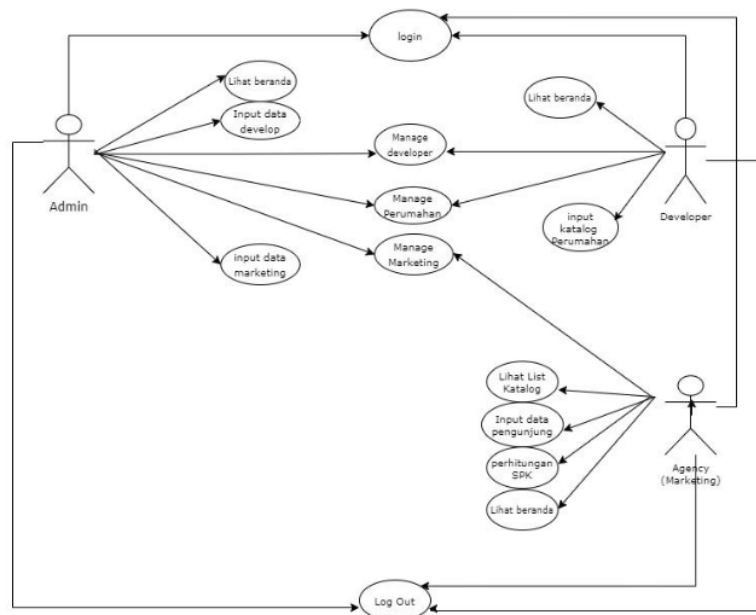 login
Lihat beranda
Input data
develop
Lihat beranda
Manage
developer
Admin
Manage
Perumahan
Developer
input
katalog
Perumahan
Manage
Marketing
input data
marketing
Lihat List
Katalog
Input data
pengunjung
perhitungan
SPK
Lihat beranda
Agency
(Marketing)
Log Out